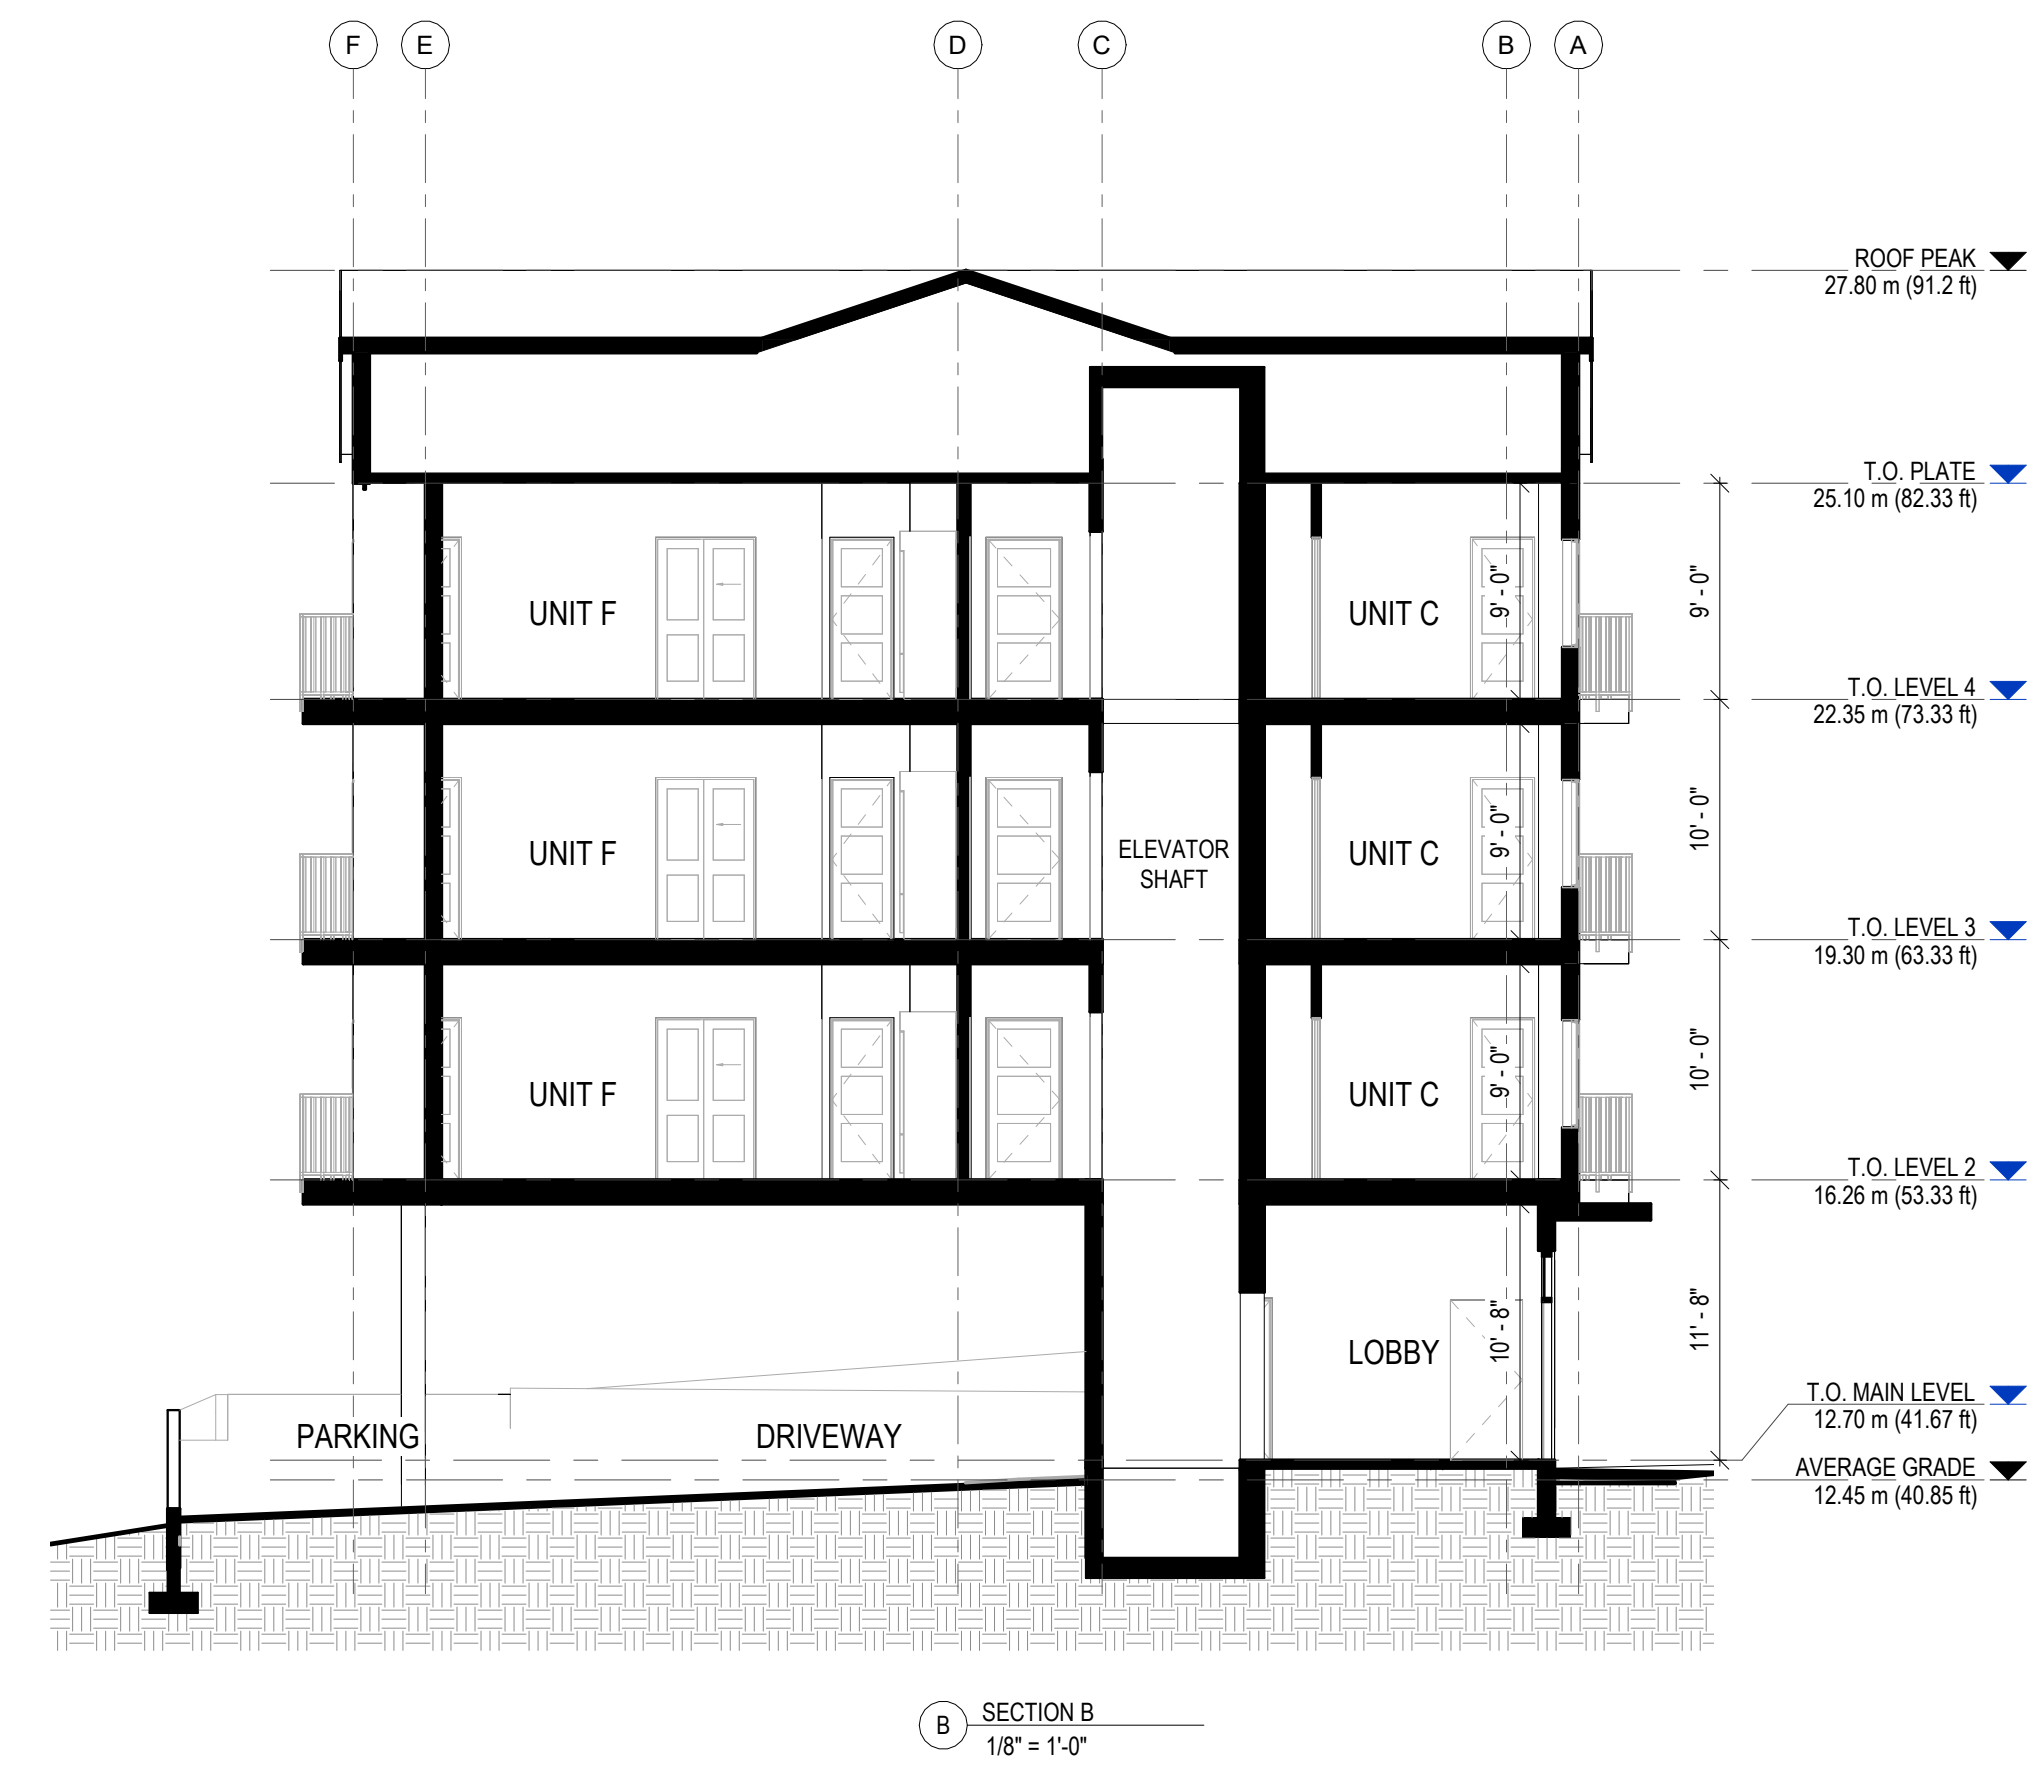 F E D C B A
ROOF PEAK
27.80 m (91.2 ft)
T.O. PLATE
25.10 m (82.33 ft)
UNIT F
UNIT C
9' - 0"
9' - 0"
T.O. LEVEL 4
22.35 m (73.33 ft)
UNIT F
ELEVATOR
SHAFT
UNIT C
9' - 0"
10' - 0"
T.O. LEVEL 3
19.30 m (63.33 ft)
UNIT F
UNIT C
9' - 0"
10' - 0"
T.O. LEVEL 2
16.26 m (53.33 ft)
LOBBY
10' - 8"
11' - 8"
T.O. MAIN LEVEL
12.70 m (41.67 ft)
PARKING
DRIVEWAY
AVERAGE GRADE
12.45 m (40.85 ft)
B
SECTION B
1/8" = 1'-0"